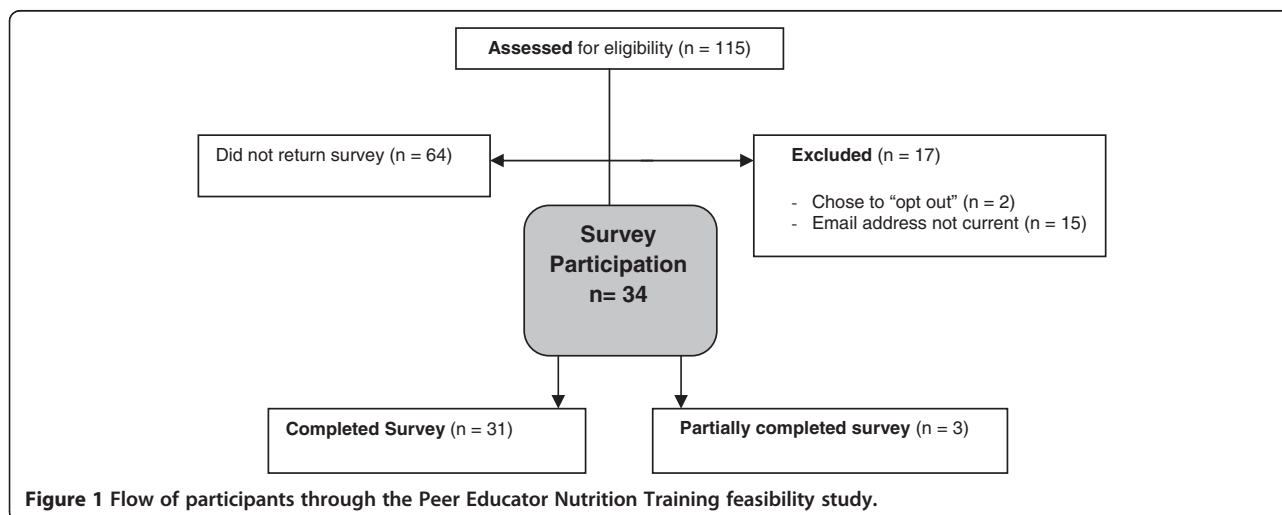 Assessed for eligibility (n = 115)
Did not return survey (n = 64)
Excluded (n = 17)
- Chose to “opt out” (n = 2)
- Email address not current (n = 15)
Survey
Participation
n= 34
Completed Survey (n = 31)
Partially completed survey (n = 3)
Figure 1 Flow of participants through the Peer Educator Nutrition Training feasibility study.